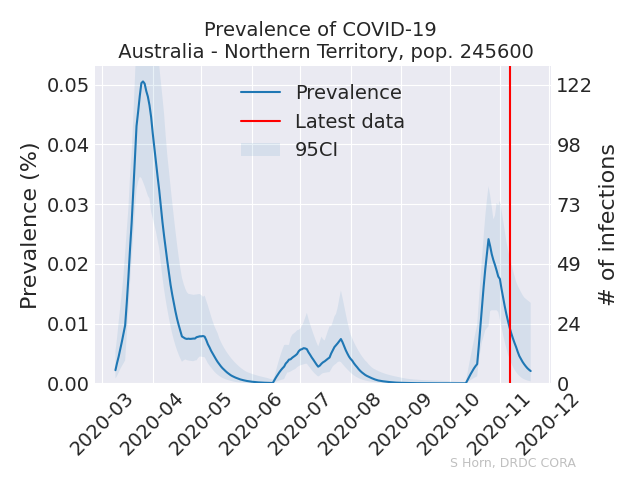 Prevalence of COVID-19
Australia - Northern Territory, pop. 245600
Prevalence
Latest data
95CI
Prevalence (%)
0.05
0.04
0.03
0.02
0.01
0.00
122
98
73
49
24
0
# of infections
2020-03
2020-04
2020-05
2020-06
2020-07
2020-08
2020-09
2020-10
2020-11
2020-12
S Horn, DRDC CORA